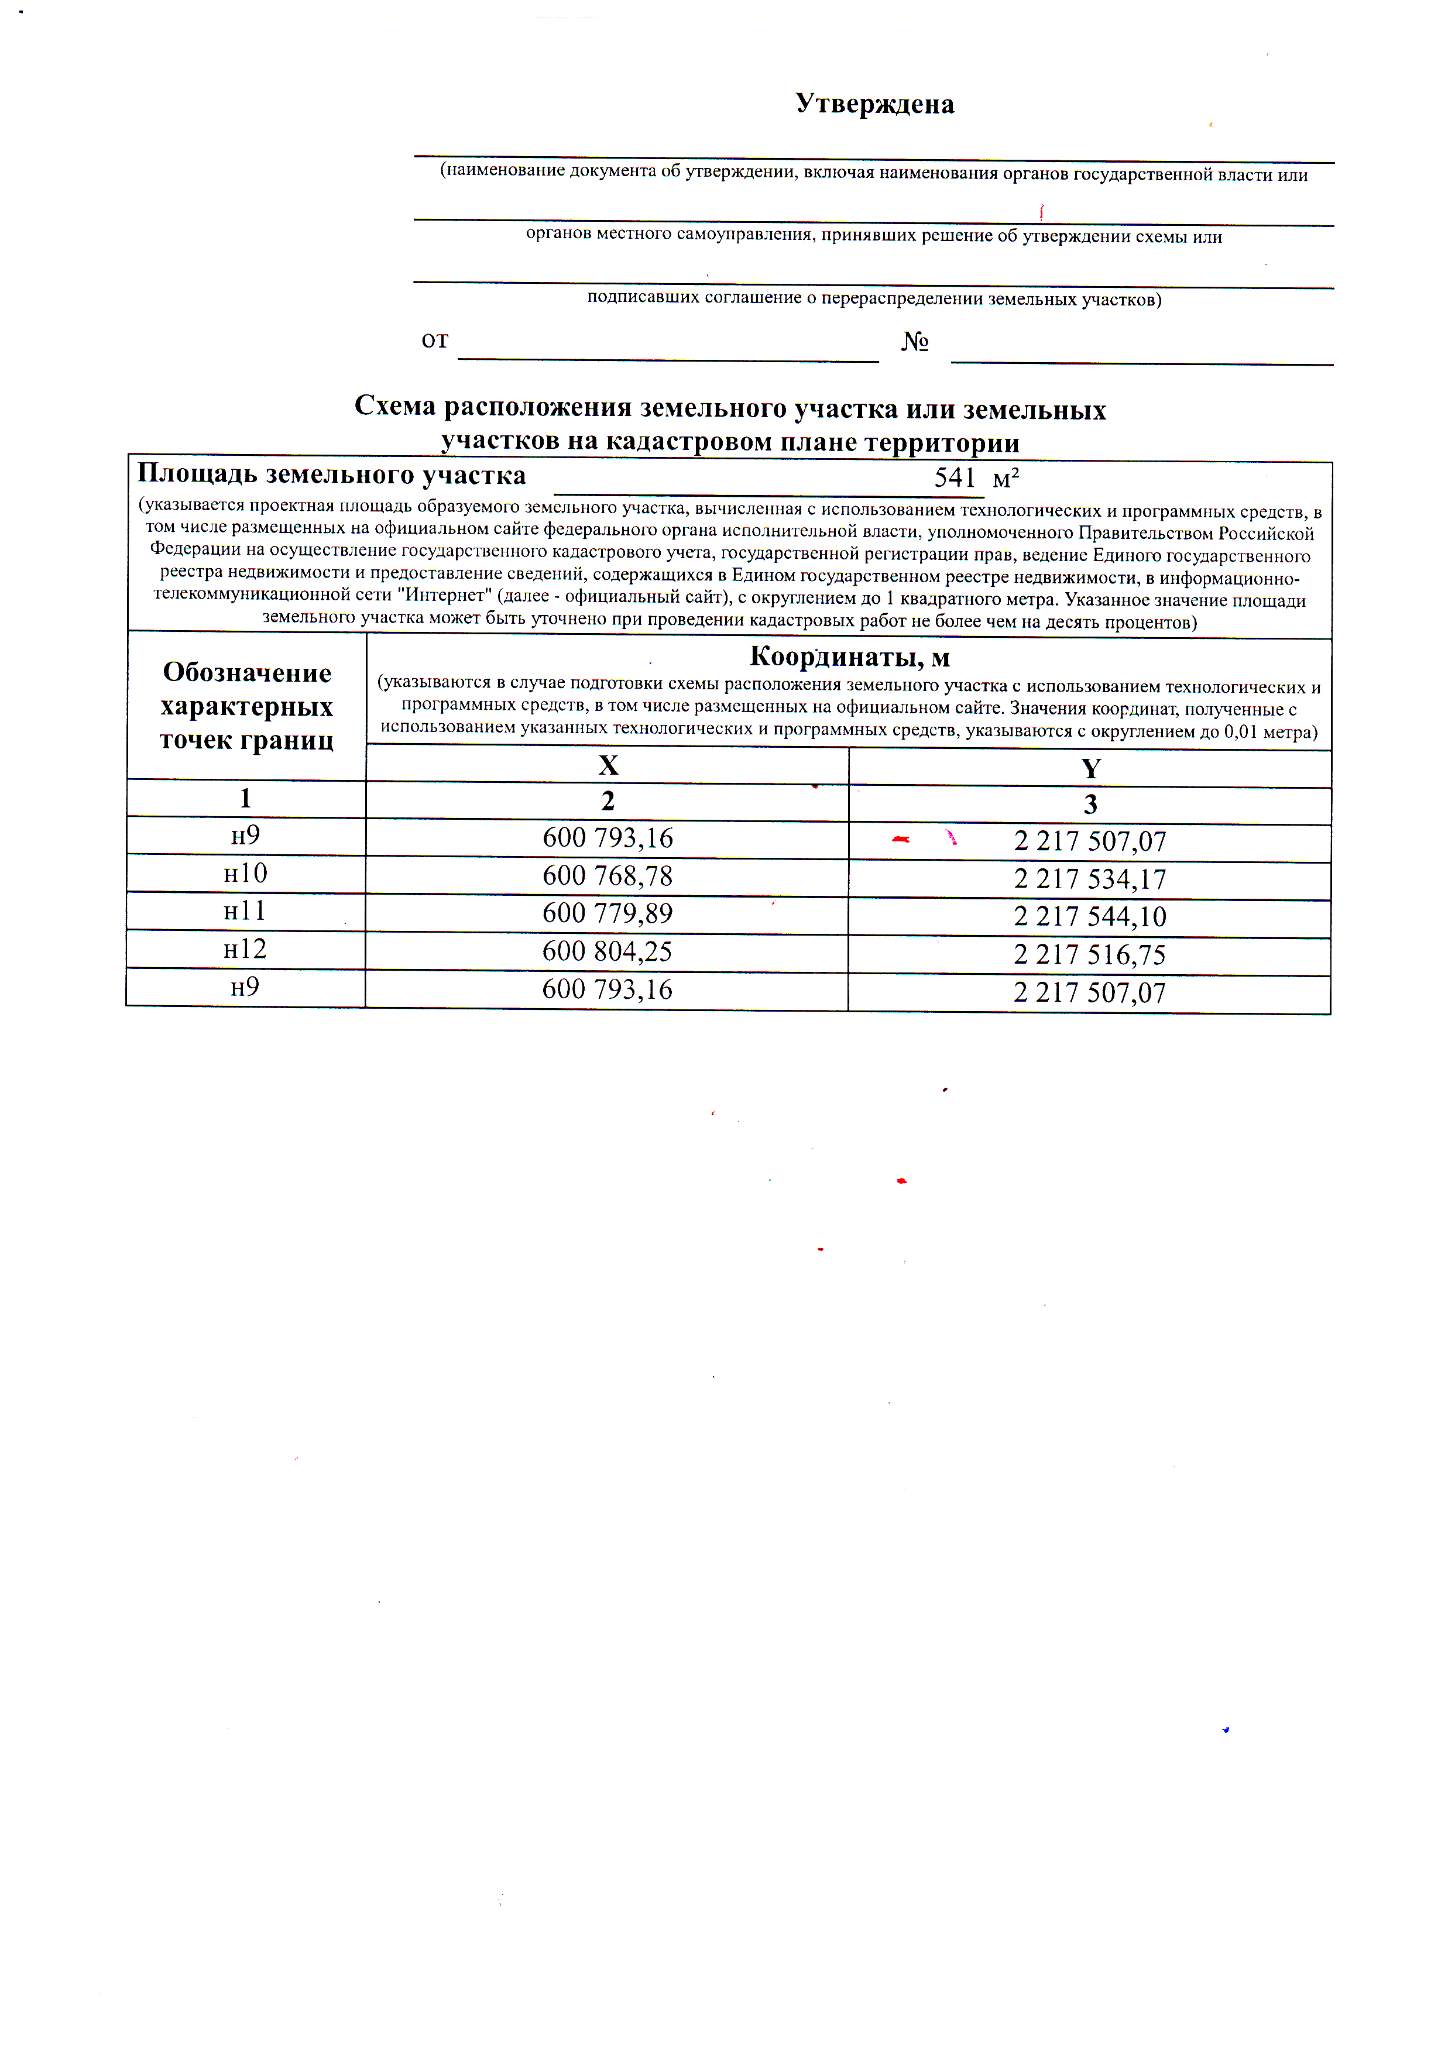 Утверждена
(наименование документа об утверждении, включая наименования органов государственной власти или
органов местного самоуправления, принявших решение об утверждении схемы или
подписавших соглашение о перераспределении земельных участков)
от № 
Схема расположения земельного участка или земельных
участков на кадастровом плане территории
Площадь земельного участка 541 м²
(указывается проектная площадь образуемого земельного участка, вычисленная с использованием технологических и программных средств, в
том числе размещенных на официальном сайте федерального органа исполнительной власти, уполномоченного Правительством Российской
Федерации на осуществление государственного кадастрового учета, государственной регистрации прав, ведение Единого государственного
реестра недвижимости и предоставление сведений, содержащихся в Едином государственном реестре недвижимости, в информационно-
телекоммуникационной сети "Интернет" (далее - официальный сайт), с округлением до 1 квадратного метра. Указанное значение площади
земельного участка может быть уточнено при проведении кадастровых работ не более чем на десять процентов)
Обозначение
характерных
точек границ
Координаты, м
(указываются в случае подготовки схемы расположения земельного участка с использованием технологических и
программных средств, в том числе размещенных на официальном сайте. Значения координат, полученные с
использованием указанных технологических и программных средств, указываются с округлением до 0,01 метра)
X Y
1 2 3
н9 600 793,16 2 217 507,07
н10 600 768,78 2 217 534,17
н11 600 779,89 2 217 544,10
н12 600 804,25 2 217 516,75
н9 600 793,16 2 217 507,07